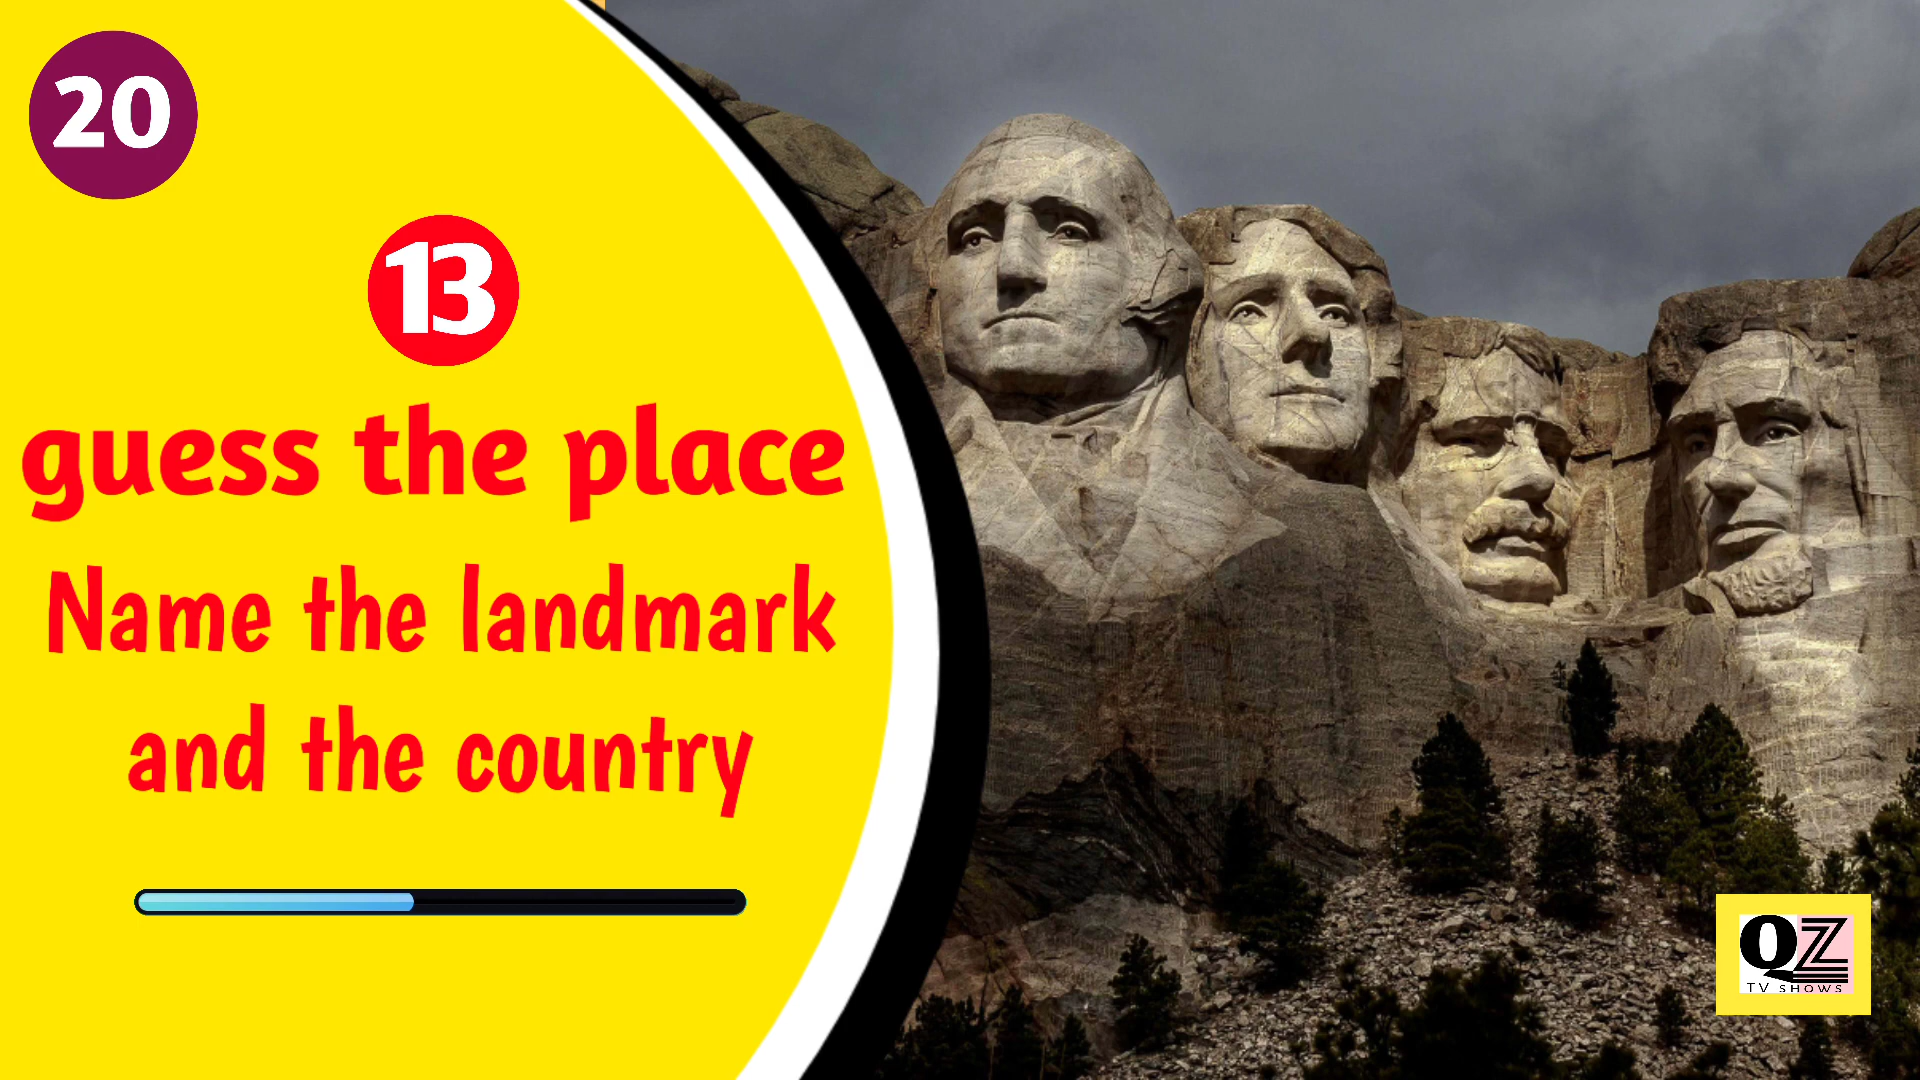 20
13
guess the place
Name the landmark
and the country
QZ
TV SHOWS